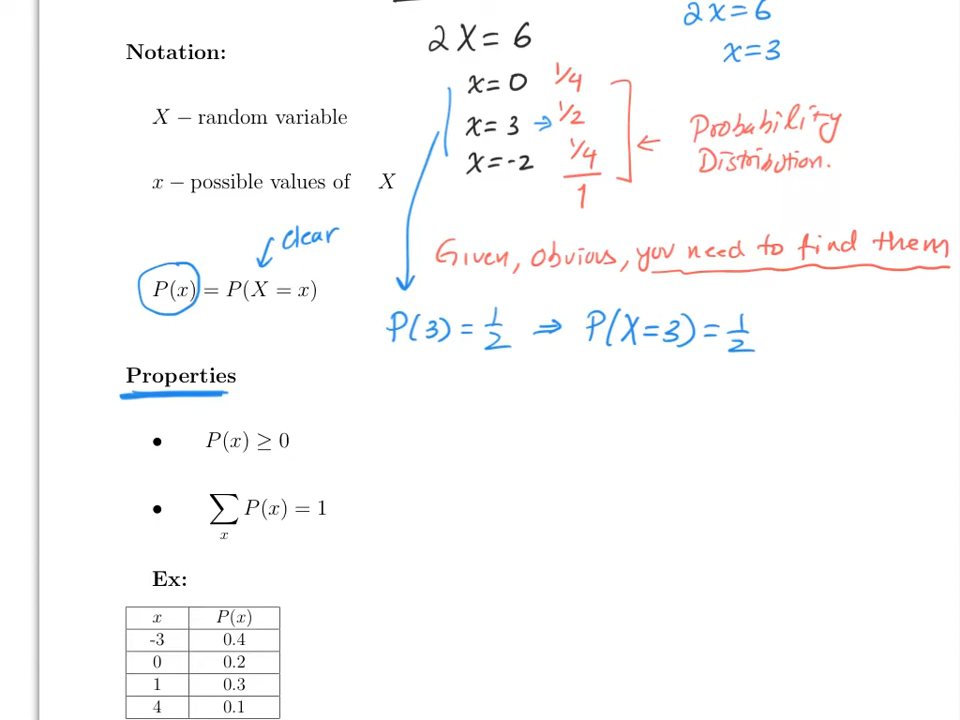 2x=6
2X=6
Notation:
x=3
x=0 1/4
X − random variable
x=3 ⇒ 1/2
Probability
x=-2 1/4
Distribution.
x − possible values of X
1
clear
Given, obvious, you need to find them
P(x) = P(X = x)
P(3) = 1/2 ⇒ P(X=3) = 1/2
Properties
• P(x) ≥ 0
• ∑ P(x) = 1
x
Ex:
x P(x)
-3 0.4
0 0.2
1 0.3
4 0.1